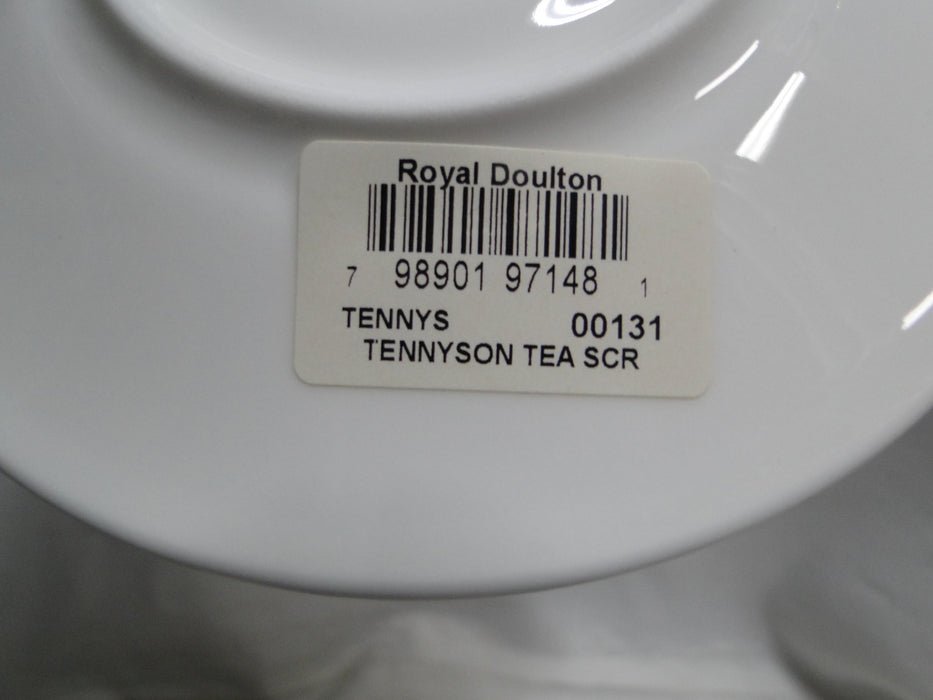 Royal Doulton
7 98901 97148 1
TENNYS 00131
TENNYSON TEA SCR